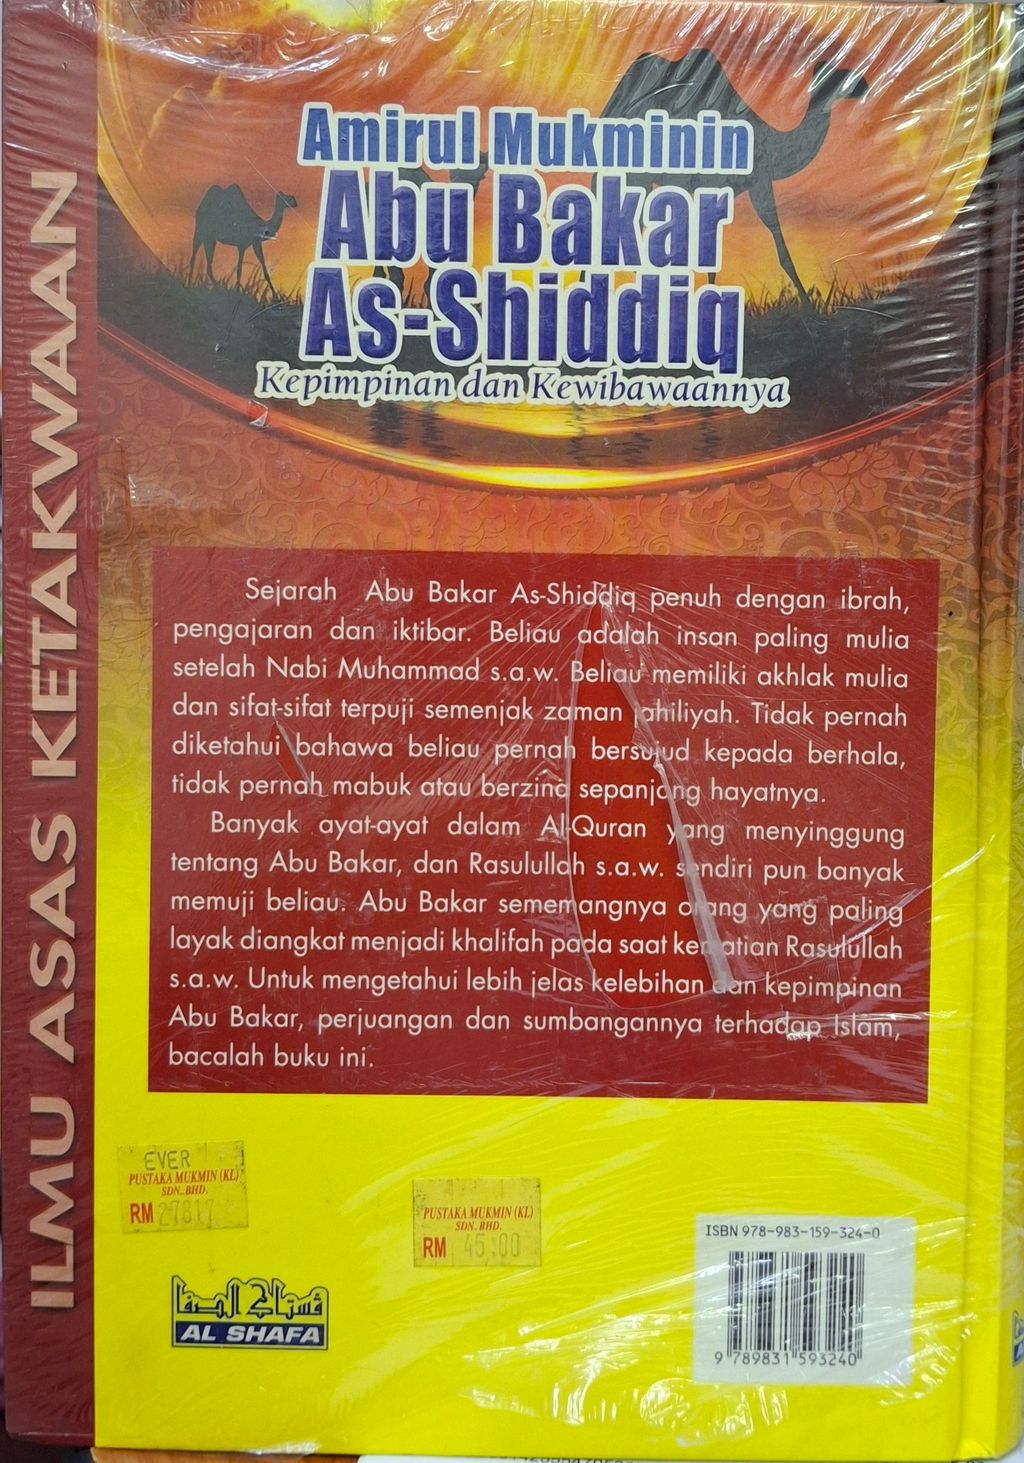 Amirul Mukminin
Abu Bakar
As-Shiddiq
Kepimpinan dan Kewibawaannya
ILMU ASAS KETAKWAAN
Sejarah Abu Bakar As-Shiddiq penuh dengan ibrah,
pengajaran dan iktibar. Beliau adalah insan paling mulia
setelah Nabi Muhammad s.a.w. Beliau memiliki akhlak mulia
dan sifat-sifat terpuji semenjak zaman jahiliyah. Tidak pernah
diketahui bahawa beliau pernah bersujud kepada berhala,
tidak pernah mabuk atau berzina sepanjang hayatnya.
Banyak ayat-ayat dalam Al-Quran yang menyinggung
tentang Abu Bakar, dan Rasulullah s.a.w. sendiri pun banyak
memuji beliau. Abu Bakar sememangnya orang yang paling
layak diangkat menjadi khalifah pada saat kematian Rasulullah
s.a.w. Untuk mengetahui lebih jelas kelebihan dan kepimpinan
Abu Bakar, perjuangan dan sumbangannya terhadap Islam,
bacalah buku ini.
EVER
PUSTAKA MUKMIN (KL)
SDN. BHD.
RM 27817
PUSTAKA MUKMIN (KL)
SDN. BHD.
RM 45.00
ڤستاک الصفا
AL SHAFA
ISBN 978-983-159-324-0
9 789831 593240